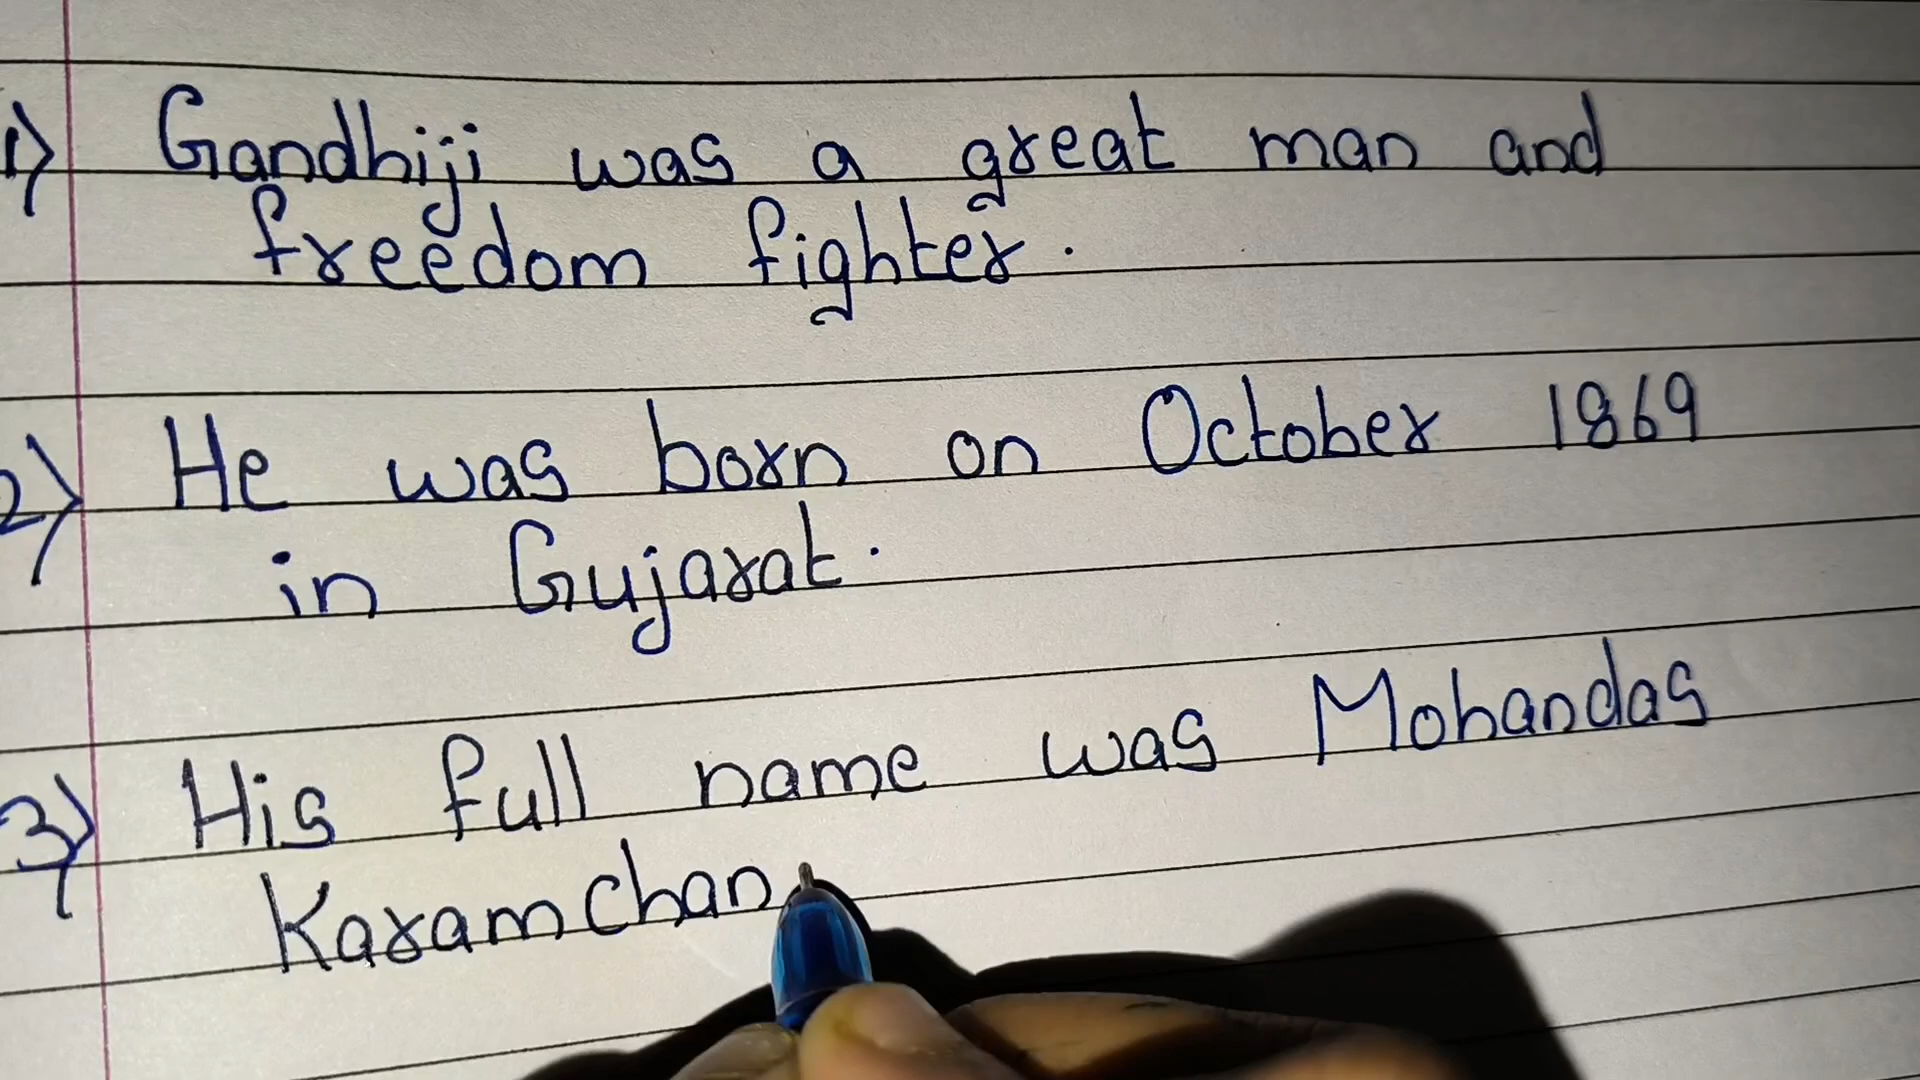 1) Gandhiji was a great man and
freedom fighter.
2) He was born on October 1869
in Gujarat.
3) His full name was Mohandas
Karamchan